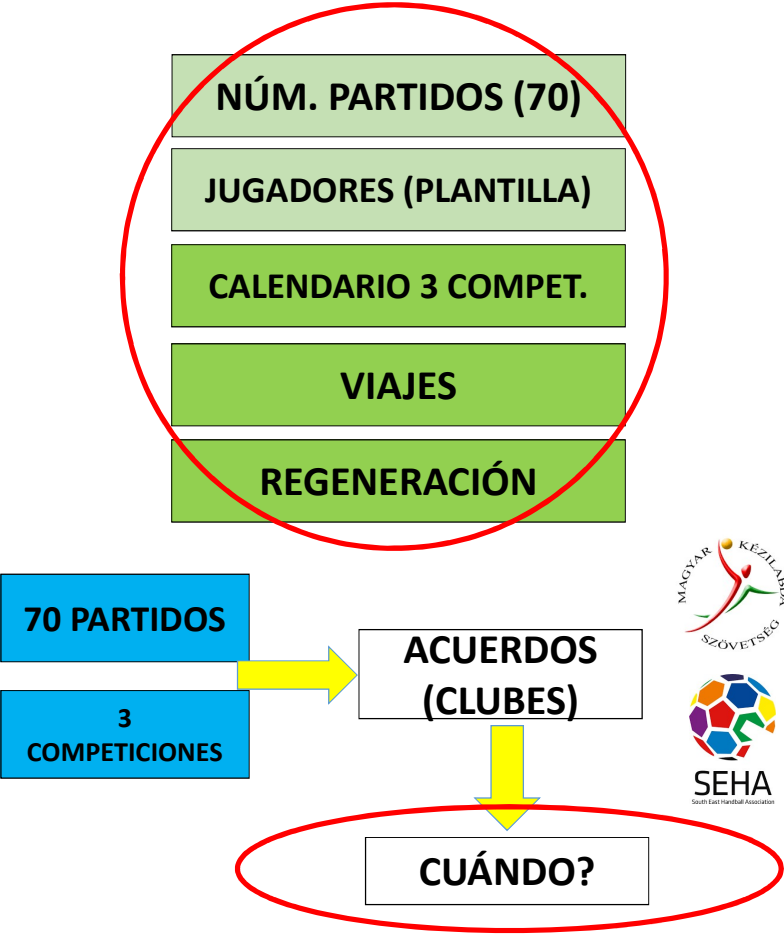 NÚM. PARTIDOS (70)
JUGADORES (PLANTILLA)
CALENDARIO 3 COMPET.
VIAJES
REGENERACIÓN
70 PARTIDOS
3
COMPETICIONES
ACUERDOS
(CLUBES)
MAGYAR KÉZILABDA
SZÖVETSÉG
SEHA
South East Handball Association
CUÁNDO?